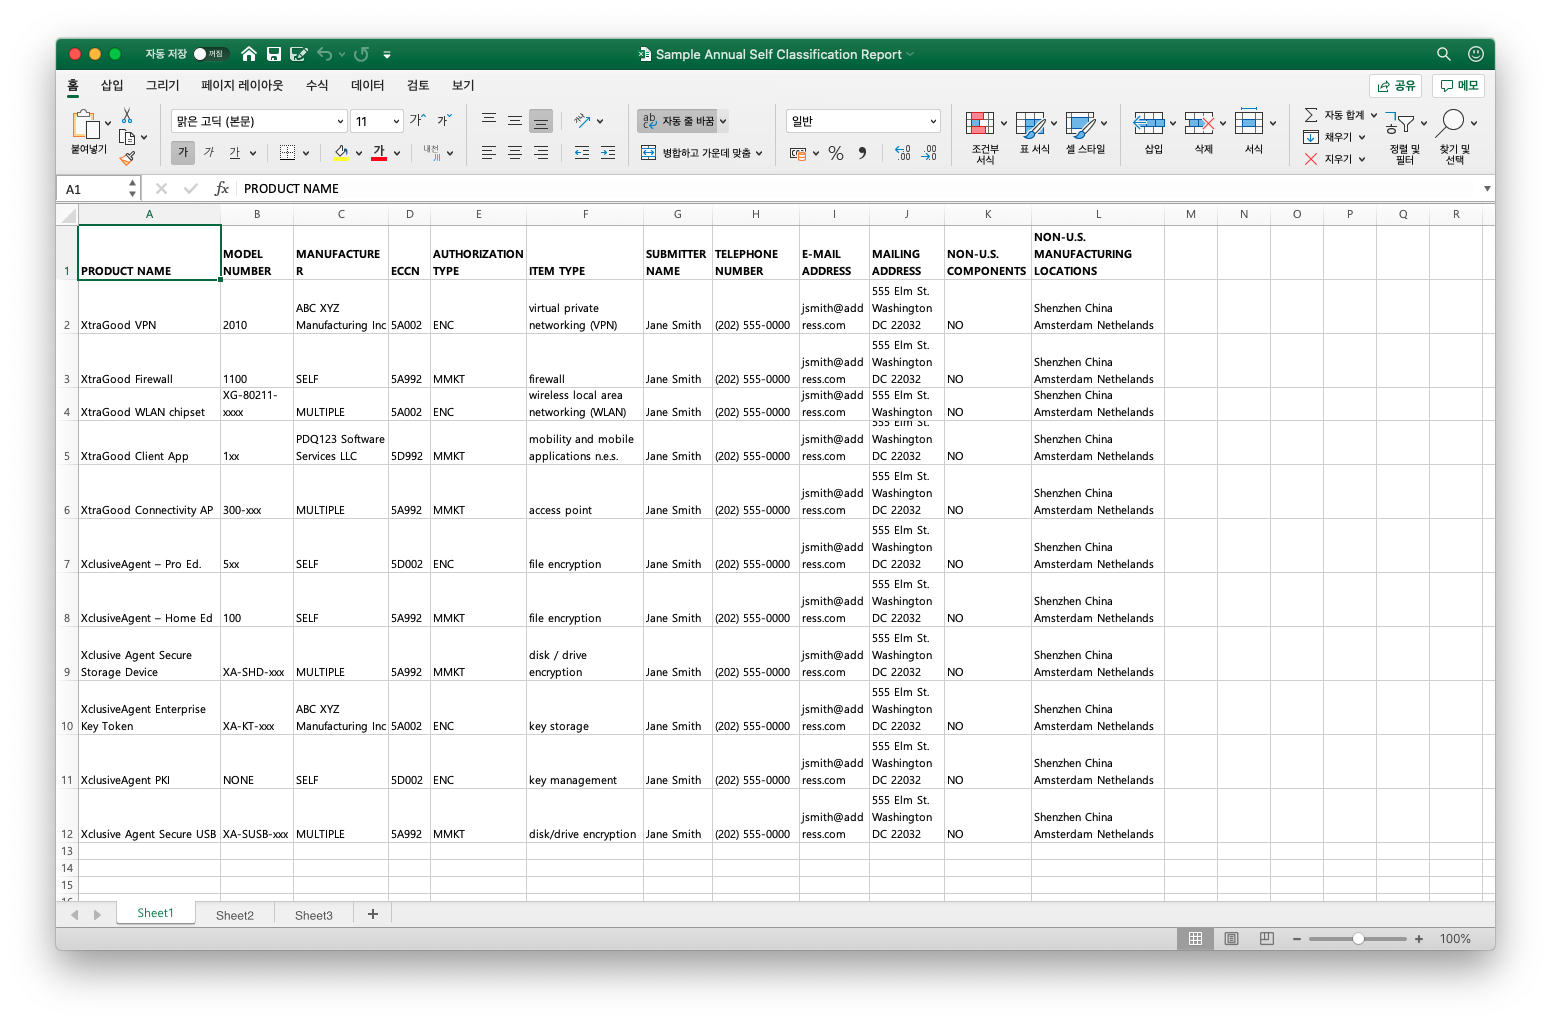 자동 저장 꺼짐 Sample Annual Self Classification Report
홈 삽입 그리기 페이지 레이아웃 수식 데이터 검토 보기 공유 메모
붙여넣기 맑은 고딕 (본문) 11 가 가 자동 줄 바꿈 일반 조건부 서식 표 서식 셀 스타일 삽입 삭제 서식 자동 합계 정렬 및 필터 찾기 및 선택
가 가 가 가 내천 병합하고 가운데 맞춤 % 채우기
지우기
A1 fx PRODUCT NAME
A B C D E F G H I J K L M N O P Q R
1 PRODUCT NAME MODEL NUMBER MANUFACTURER ECCN AUTHORIZATION TYPE ITEM TYPE SUBMITTER NAME TELEPHONE NUMBER E-MAIL ADDRESS MAILING ADDRESS NON-U.S. COMPONENTS NON-U.S. MANUFACTURING LOCATIONS
2 XtraGood VPN 2010 ABC XYZ Manufacturing Inc 5A002 ENC virtual private networking (VPN) Jane Smith (202) 555-0000 jsmith@address.com 555 Elm St. Washington DC 22032 NO Shenzhen China Amsterdam Nethelands
3 XtraGood Firewall 1100 SELF 5A992 MMKT firewall Jane Smith (202) 555-0000 jsmith@address.com 555 Elm St. Washington DC 22032 NO Shenzhen China Amsterdam Nethelands
4 XtraGood WLAN chipset XG-80211-xxxx MULTIPLE 5A002 ENC wireless local area networking (WLAN) Jane Smith (202) 555-0000 jsmith@address.com 555 Elm St. Washington NO Shenzhen China Amsterdam Nethelands
5 XtraGood Client App 1xx PDQ123 Software Services LLC 5D992 MMKT mobility and mobile applications n.e.s. Jane Smith (202) 555-0000 jsmith@address.com 555 Elm St. Washington DC 22032 NO Shenzhen China Amsterdam Nethelands
6 XtraGood Connectivity AP 300-xxx MULTIPLE 5A992 MMKT access point Jane Smith (202) 555-0000 jsmith@address.com 555 Elm St. Washington DC 22032 NO Shenzhen China Amsterdam Nethelands
7 XclusiveAgent – Pro Ed. 5xx SELF 5D002 ENC file encryption Jane Smith (202) 555-0000 jsmith@address.com 555 Elm St. Washington DC 22032 NO Shenzhen China Amsterdam Nethelands
8 XclusiveAgent – Home Ed 100 SELF 5A992 MMKT file encryption Jane Smith (202) 555-0000 jsmith@address.com 555 Elm St. Washington DC 22032 NO Shenzhen China Amsterdam Nethelands
9 Xclusive Agent Secure Storage Device XA-SHD-xxx MULTIPLE 5A992 MMKT disk / drive encryption Jane Smith (202) 555-0000 jsmith@address.com 555 Elm St. Washington DC 22032 NO Shenzhen China Amsterdam Nethelands
10 XclusiveAgent Enterprise Key Token XA-KT-xxx ABC XYZ Manufacturing Inc 5A002 ENC key storage Jane Smith (202) 555-0000 jsmith@address.com 555 Elm St. Washington DC 22032 NO Shenzhen China Amsterdam Nethelands
11 XclusiveAgent PKI NONE SELF 5D002 ENC key management Jane Smith (202) 555-0000 jsmith@address.com 555 Elm St. Washington DC 22032 NO Shenzhen China Amsterdam Nethelands
12 Xclusive Agent Secure USB XA-SUSB-xxx MULTIPLE 5A992 MMKT disk/drive encryption Jane Smith (202) 555-0000 jsmith@address.com 555 Elm St. Washington DC 22032 NO Shenzhen China Amsterdam Nethelands
13
14
15
Sheet1 Sheet2 Sheet3 +
100%